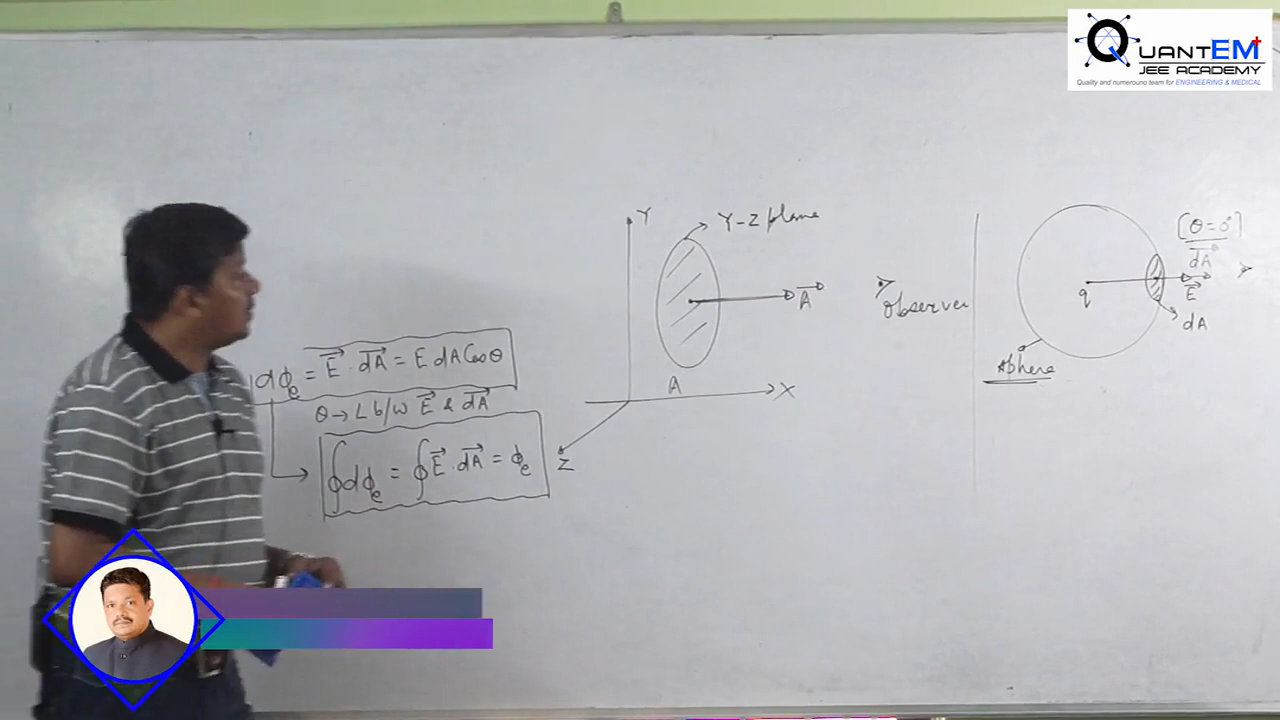 QUANTEM+
JEE ACADEMY
Quality and numerouno team for ENGINEERING & MEDICAL
dϕe = E⃗ . dA⃗ = E dA Cos θ
θ → ∠ b/w E⃗ & dA⃗
∮dϕe = ∮E⃗ . dA⃗ = ϕe
Y
Y-Z plane
A⃗
A
X
Z
Observer
[θ=0°]
dA⃗
E⃗
q
dA
Sphere